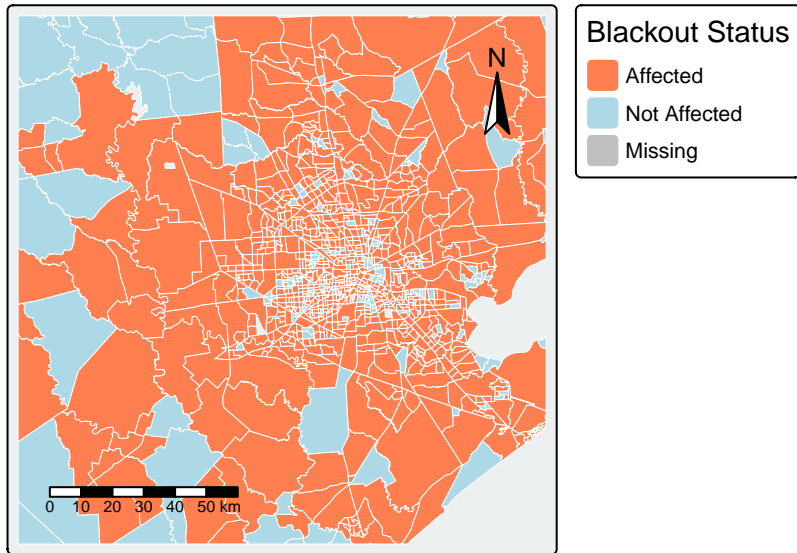 Blackout Status
Affected
Not Affected
Missing
N
0 10 20 30 40 50 km